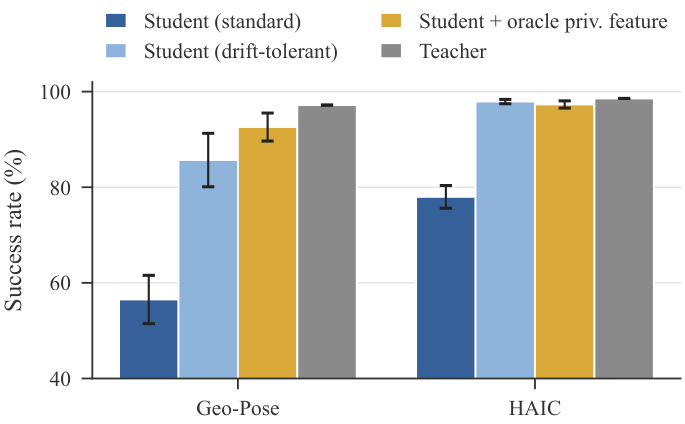 Student (standard)
Student (drift-tolerant)
Student + oracle priv. feature
Teacher
Success rate (%)
100
80
60
40
Geo-Pose
HAIC